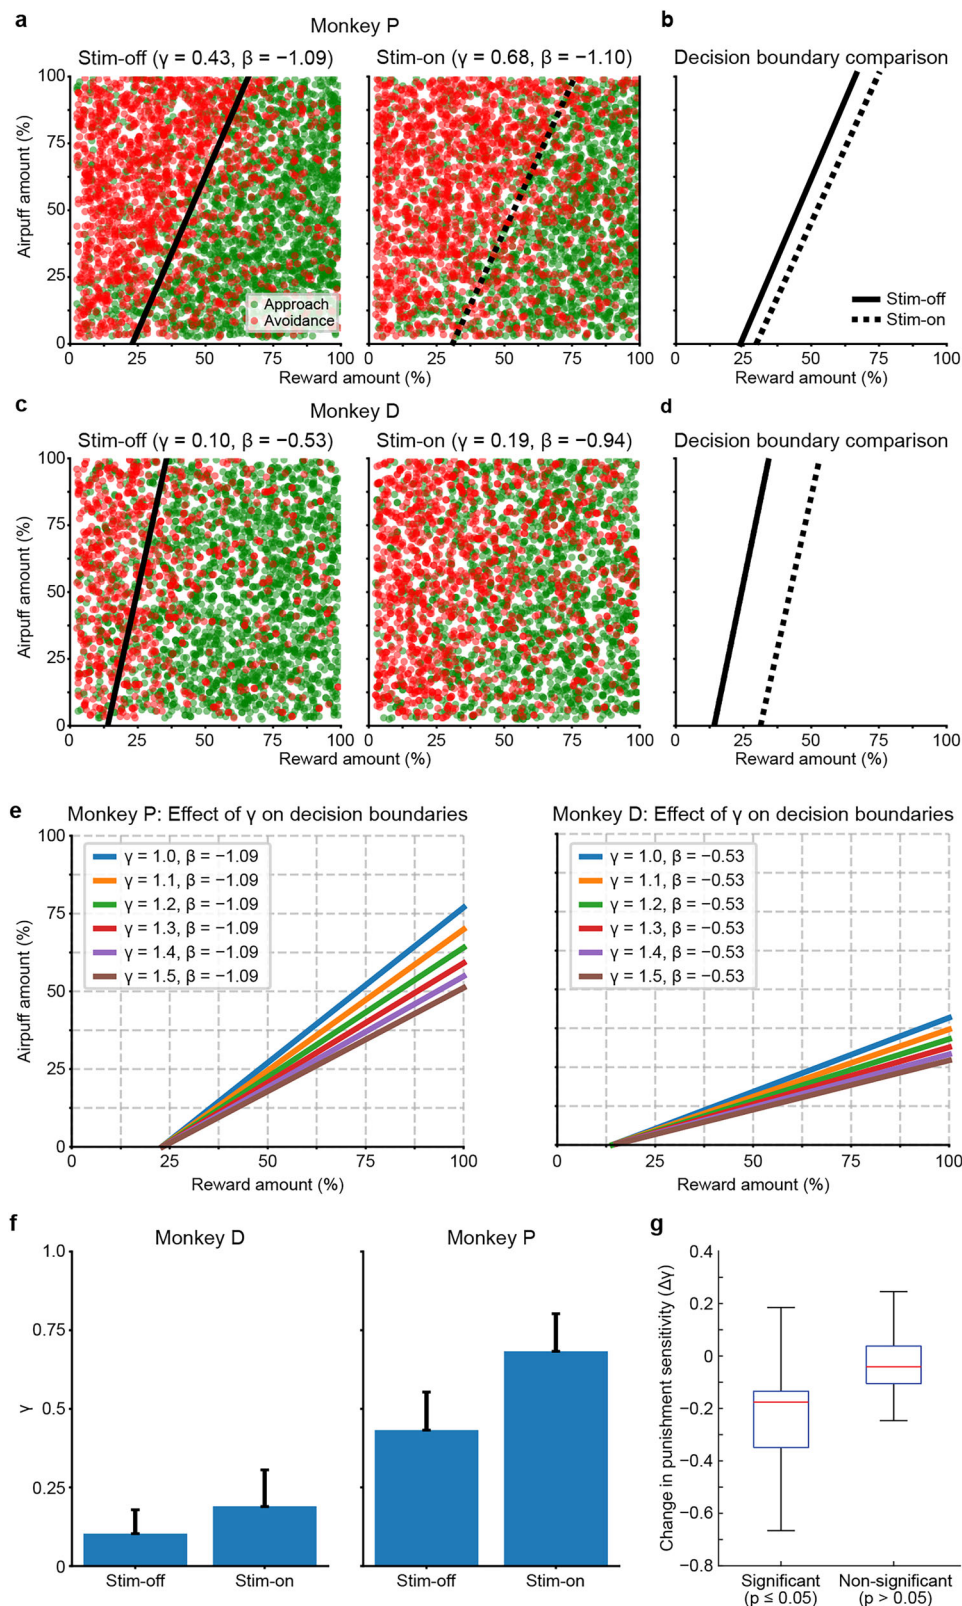 a
Monkey P
b
Stim-off (γ = 0.43, β = −1.09)
Stim-on (γ = 0.68, β = −1.10)
Decision boundary comparison
Airpuff amount (%)
100
75
50
25
0
Approach
Avoidance
Stim-off
Stim-on
0 25 50 75 100
0 25 50 75 100
0 25 50 75 100
Reward amount (%)
Reward amount (%)
Reward amount (%)
c
Monkey D
d
Stim-off (γ = 0.10, β = −0.53)
Stim-on (γ = 0.19, β = −0.94)
Decision boundary comparison
Airpuff amount (%)
100
75
50
25
0
0 25 50 75 100
0 25 50 75 100
0 25 50 75 100
Reward amount (%)
Reward amount (%)
Reward amount (%)
e
Monkey P: Effect of γ on decision boundaries
Airpuff amount (%)
100
75
50
25
0
γ = 1.0, β = −1.09
γ = 1.1, β = −1.09
γ = 1.2, β = −1.09
γ = 1.3, β = −1.09
γ = 1.4, β = −1.09
γ = 1.5, β = −1.09
0 25 50 75 100
Reward amount (%)
Monkey D: Effect of γ on decision boundaries
γ = 1.0, β = −0.53
γ = 1.1, β = −0.53
γ = 1.2, β = −0.53
γ = 1.3, β = −0.53
γ = 1.4, β = −0.53
γ = 1.5, β = −0.53
0 25 50 75 100
Reward amount (%)
f
Monkey D
Monkey P
γ
1.0
0.75
0.5
0.25
0
Stim-off
Stim-on
Stim-off
Stim-on
g
Change in punishment sensitivity (Δγ)
0.4
0.2
0
−0.2
−0.4
−0.6
−0.8
Significant
(p ≤ 0.05)
Non-significant
(p > 0.05)